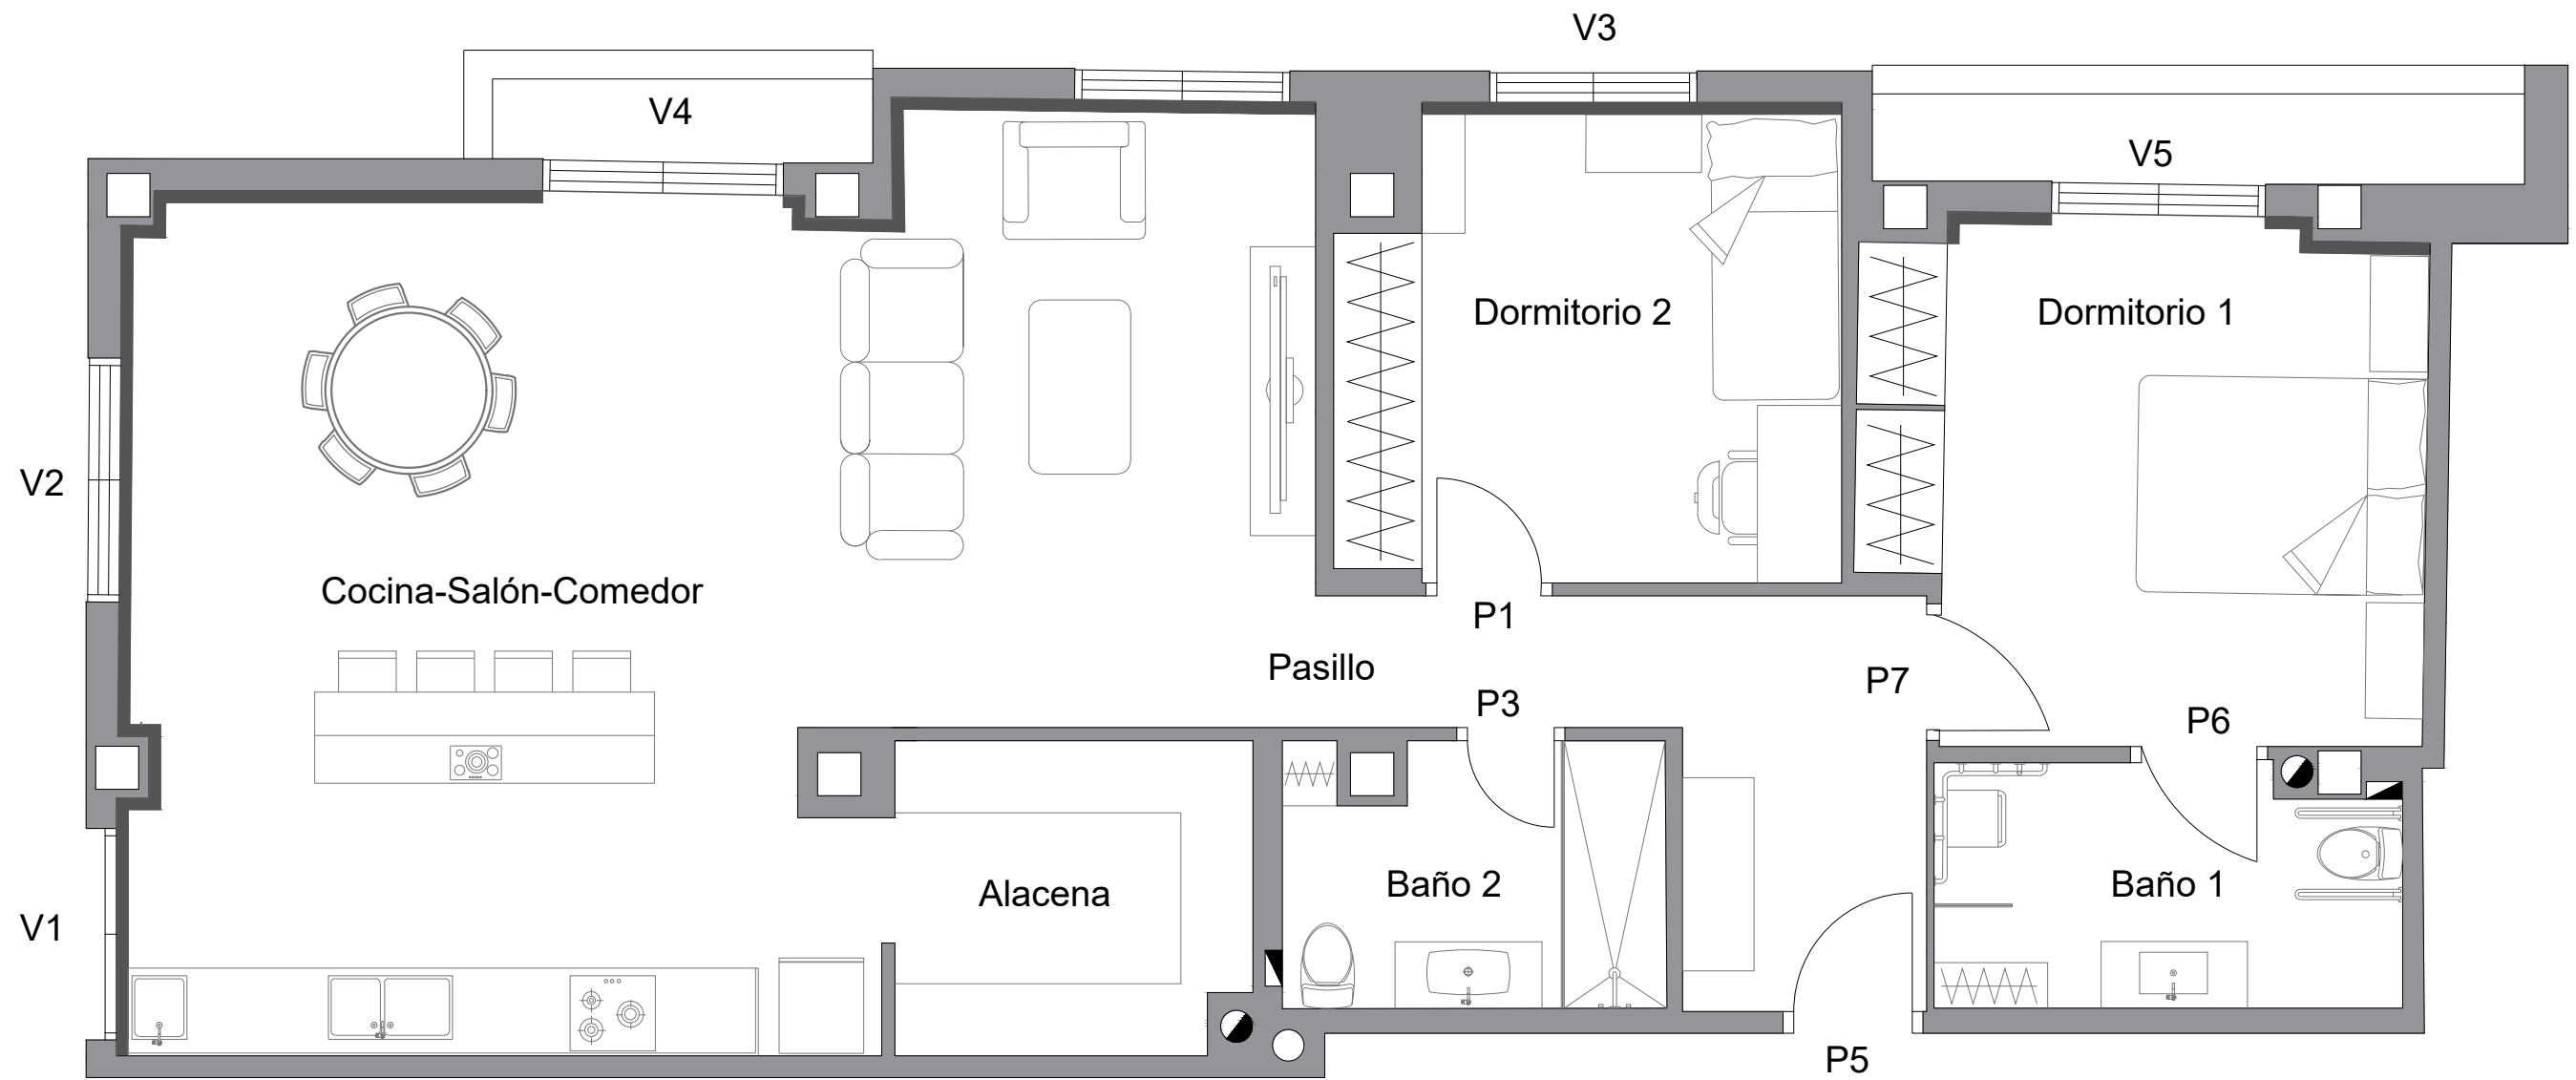 V3
V4
V5
Dormitorio 2
Dormitorio 1
V2
Cocina-Salón-Comedor
P1
Pasillo
P7
P3
P6
Alacena
Baño 2
Baño 1
V1
P5